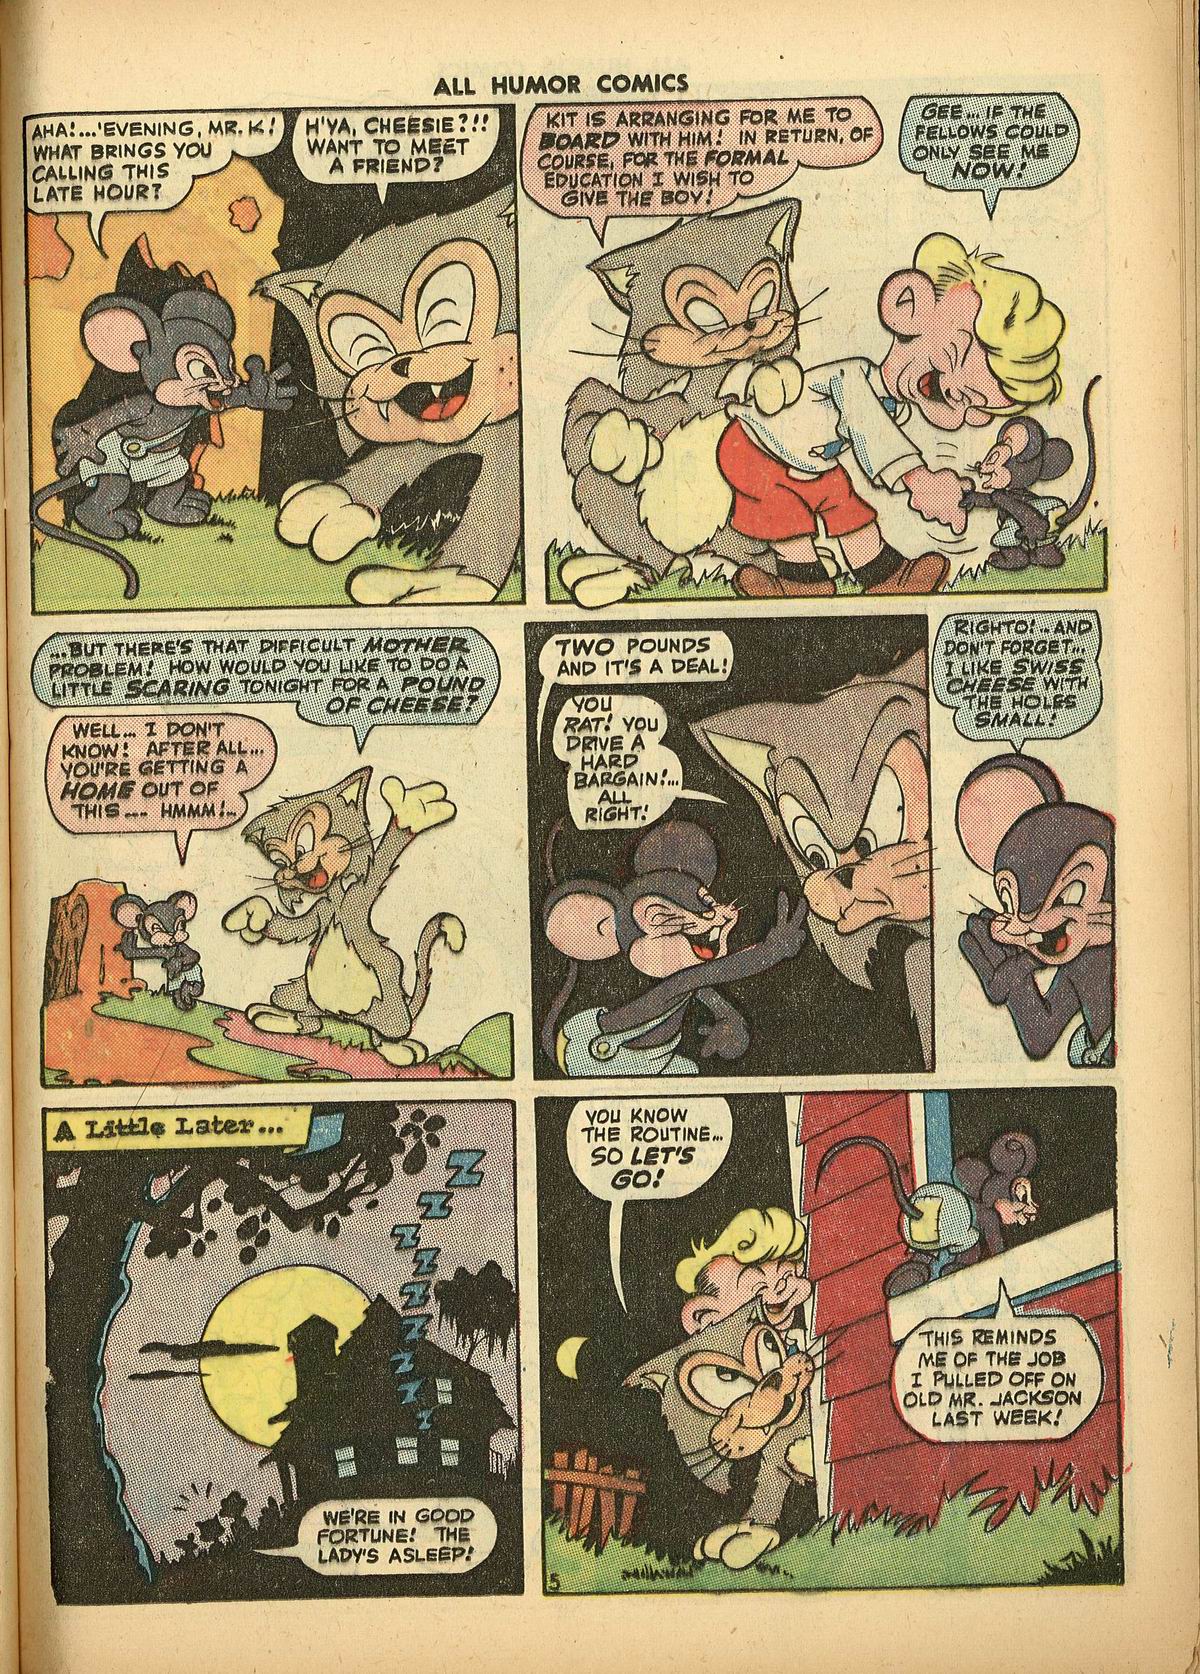 ALL HUMOR COMICS
AHA!...'EVENING, MR. K!
WHAT BRINGS YOU
CALLING THIS
LATE HOUR?
H'YA, CHEESIE?!!
WANT TO MEET
A FRIEND?
KIT IS ARRANGING FOR ME TO
BOARD WITH HIM! IN RETURN, OF
COURSE, FOR THE FORMAL
EDUCATION I WISH TO
GIVE THE BOY!
GEE... IF THE
FELLOWS COULD
ONLY SEE ME
NOW!
...BUT THERE'S THAT DIFFICULT MOTHER
PROBLEM! HOW WOULD YOU LIKE TO DO A
LITTLE SCARING TONIGHT FOR A POUND
OF CHEESE?
WELL... I DON'T
KNOW! AFTER ALL...
YOU'RE GETTING A
HOME OUT OF
THIS.... HMMM!..
TWO POUNDS
AND IT'S A DEAL!
YOU
RAT! YOU
DRIVE A
HARD
BARGAIN!...
ALL
RIGHT!
RIGHTO!..AND
DON'T FORGET...
I LIKE SWISS
CHEESE WITH
THE HOLES
SMALL!
A Little Later...
Z
Z
Z
Z
Z
Z
Z
Z
Z
WE'RE IN GOOD
FORTUNE! THE
LADY'S ASLEEP!
YOU KNOW
THE ROUTINE...
SO LET'S
GO!
THIS REMINDS
ME OF THE JOB
I PULLED OFF ON
OLD MR. JACKSON
LAST WEEK!
5